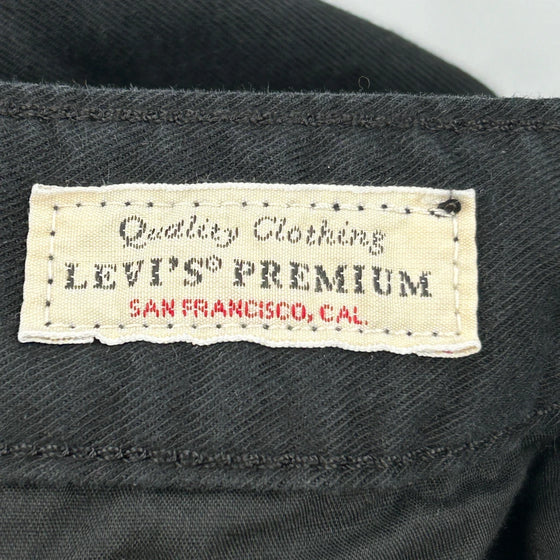 Quality Clothing
LEVI'S® PREMIUM
SAN FRANCISCO, CAL.